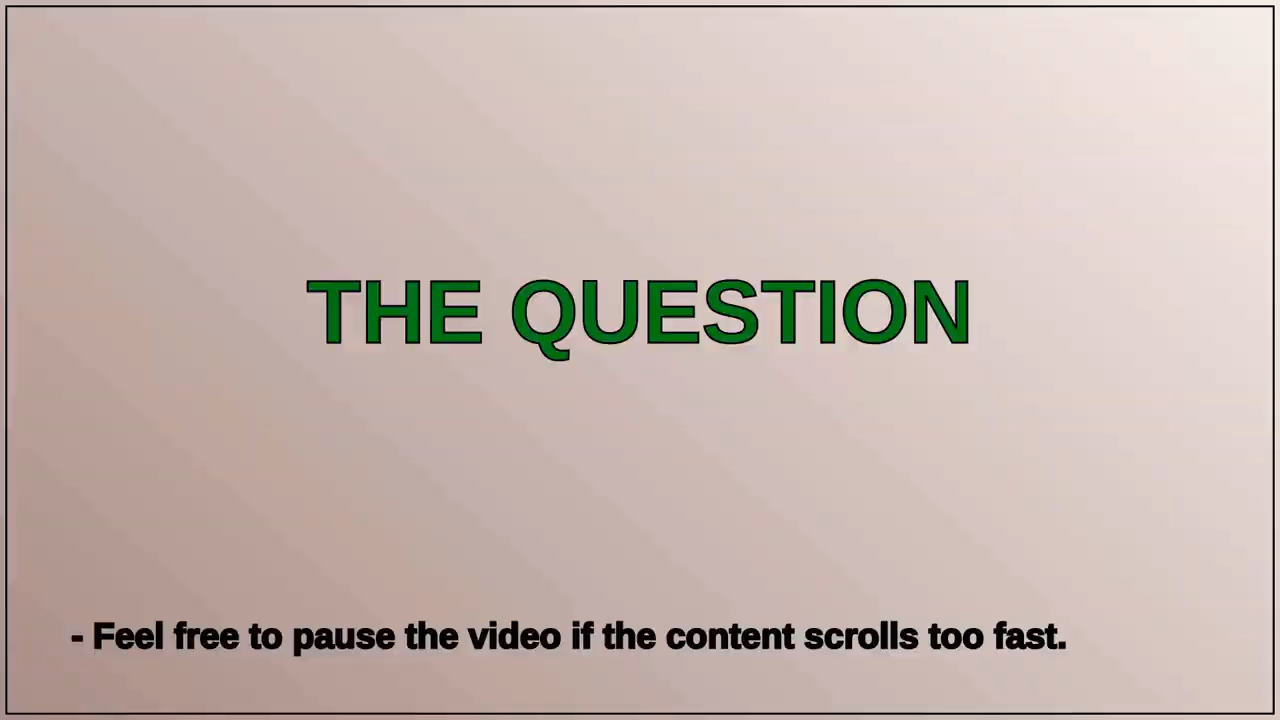 THE QUESTION
- Feel free to pause the video if the content scrolls too fast.